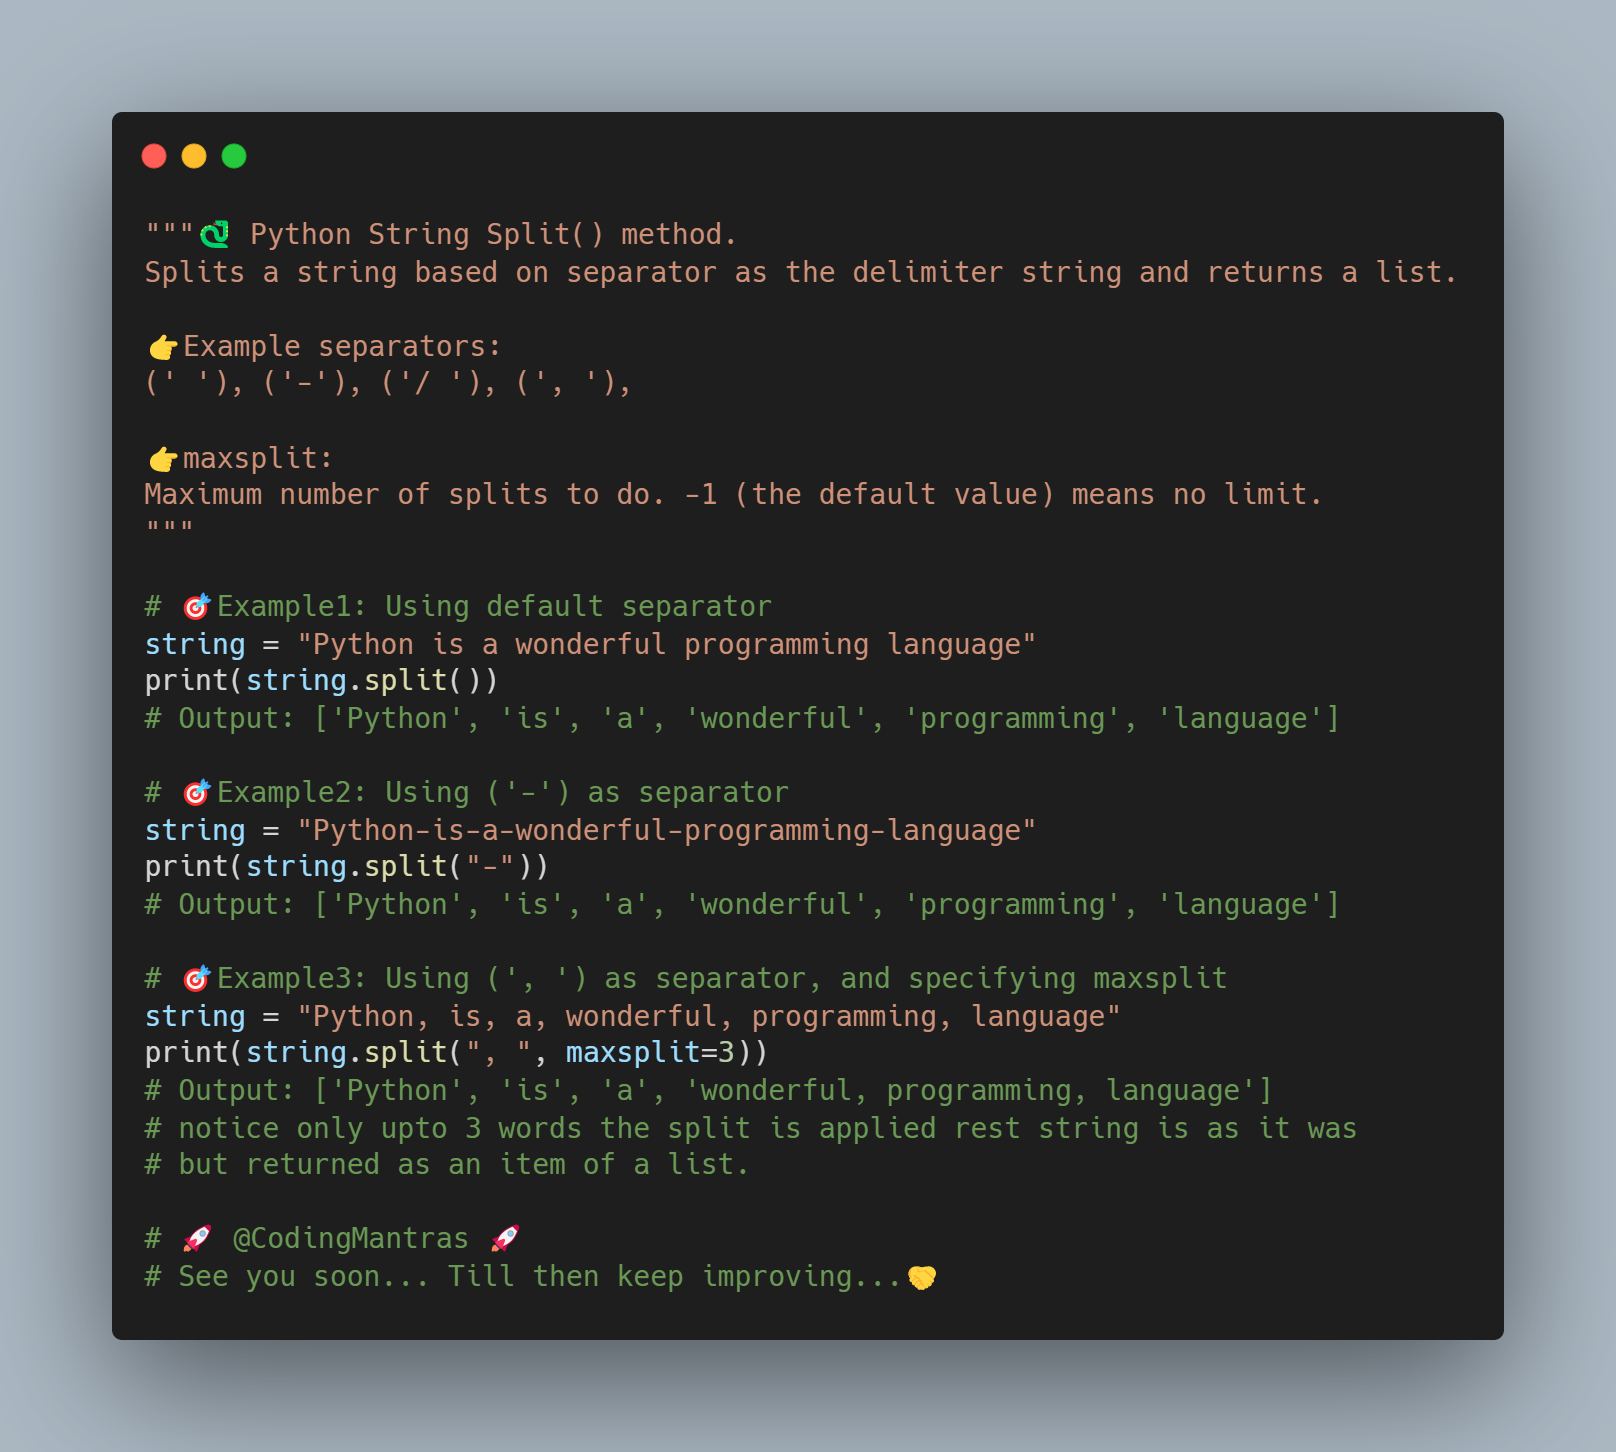 """🐍 Python String Split() method.
Splits a string based on separator as the delimiter string and returns a list.
👉Example separators:
(' '), ('-'), ('/ '), (', '),
👉maxsplit:
Maximum number of splits to do. -1 (the default value) means no limit.
"""
# 🎯Example1: Using default separator
string = "Python is a wonderful programming language"
print(string.split())
# Output: ['Python', 'is', 'a', 'wonderful', 'programming', 'language']
# 🎯Example2: Using ('-') as separator
string = "Python-is-a-wonderful-programming-language"
print(string.split("-"))
# Output: ['Python', 'is', 'a', 'wonderful', 'programming', 'language']
# 🎯Example3: Using (', ') as separator, and specifying maxsplit
string = "Python, is, a, wonderful, programming, language"
print(string.split(", ", maxsplit=3))
# Output: ['Python', 'is', 'a', 'wonderful, programming, language']
# notice only upto 3 words the split is applied rest string is as it was
# but returned as an item of a list.
# 🚀 @CodingMantras 🚀
# See you soon... Till then keep improving...🤝